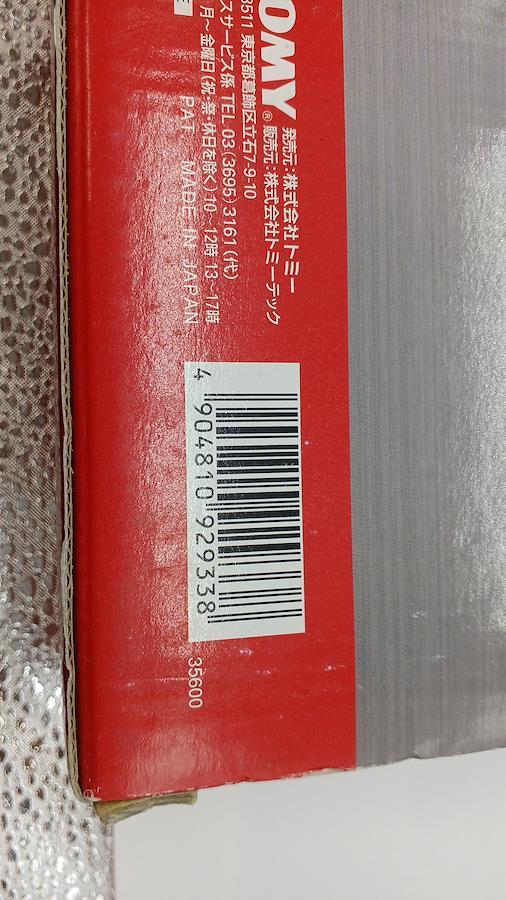 OMY® 発売元:株式会社トミー
販売元:株式会社トミーテック
3511 東京都葛飾区立石7-9-10
スサービス係 TEL 03(3695)3161(代)
月~金曜日(祝・祭・休日を除く)10~12時 13~17時
PAT MADE IN JAPAN
4 904810 929338
35600